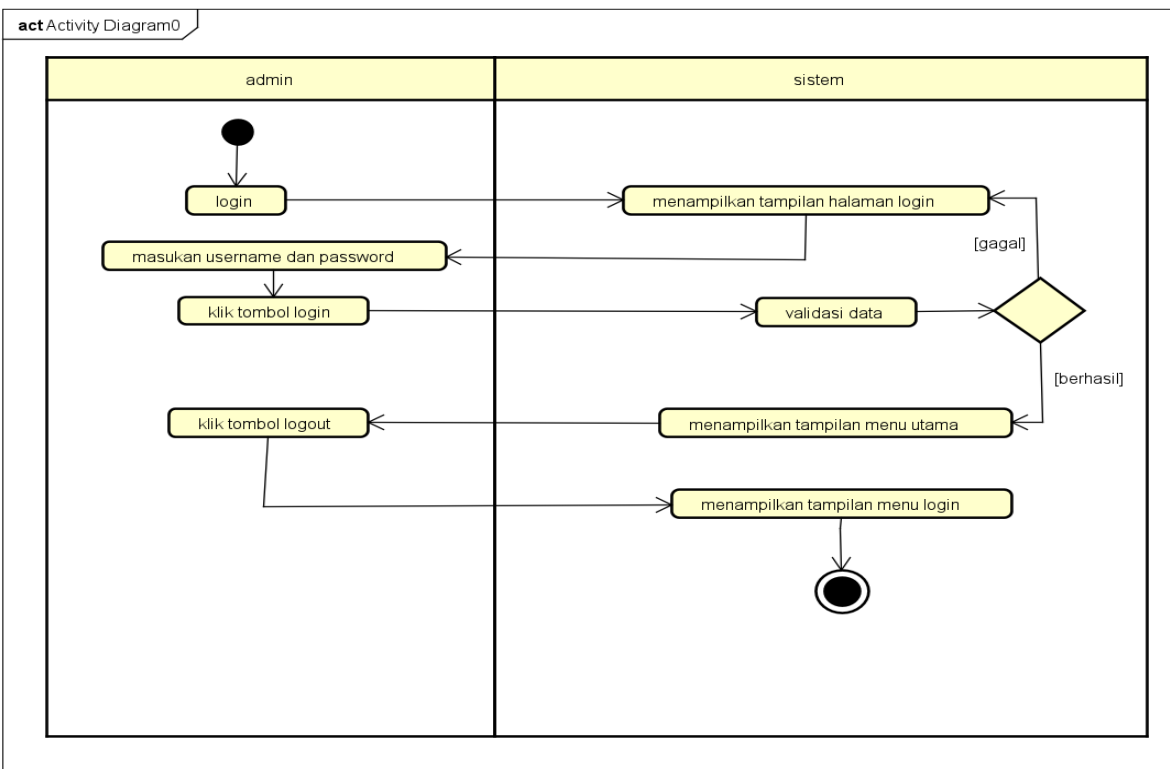 act Activity Diagram0
admin
sistem
login
menampilkan tampilan halaman login
[gagal]
masukan username dan password
klik tombol login
validasi data
[berhasil]
klik tombol logout
menampilkan tampilan menu utama
menampilkan tampilan menu login